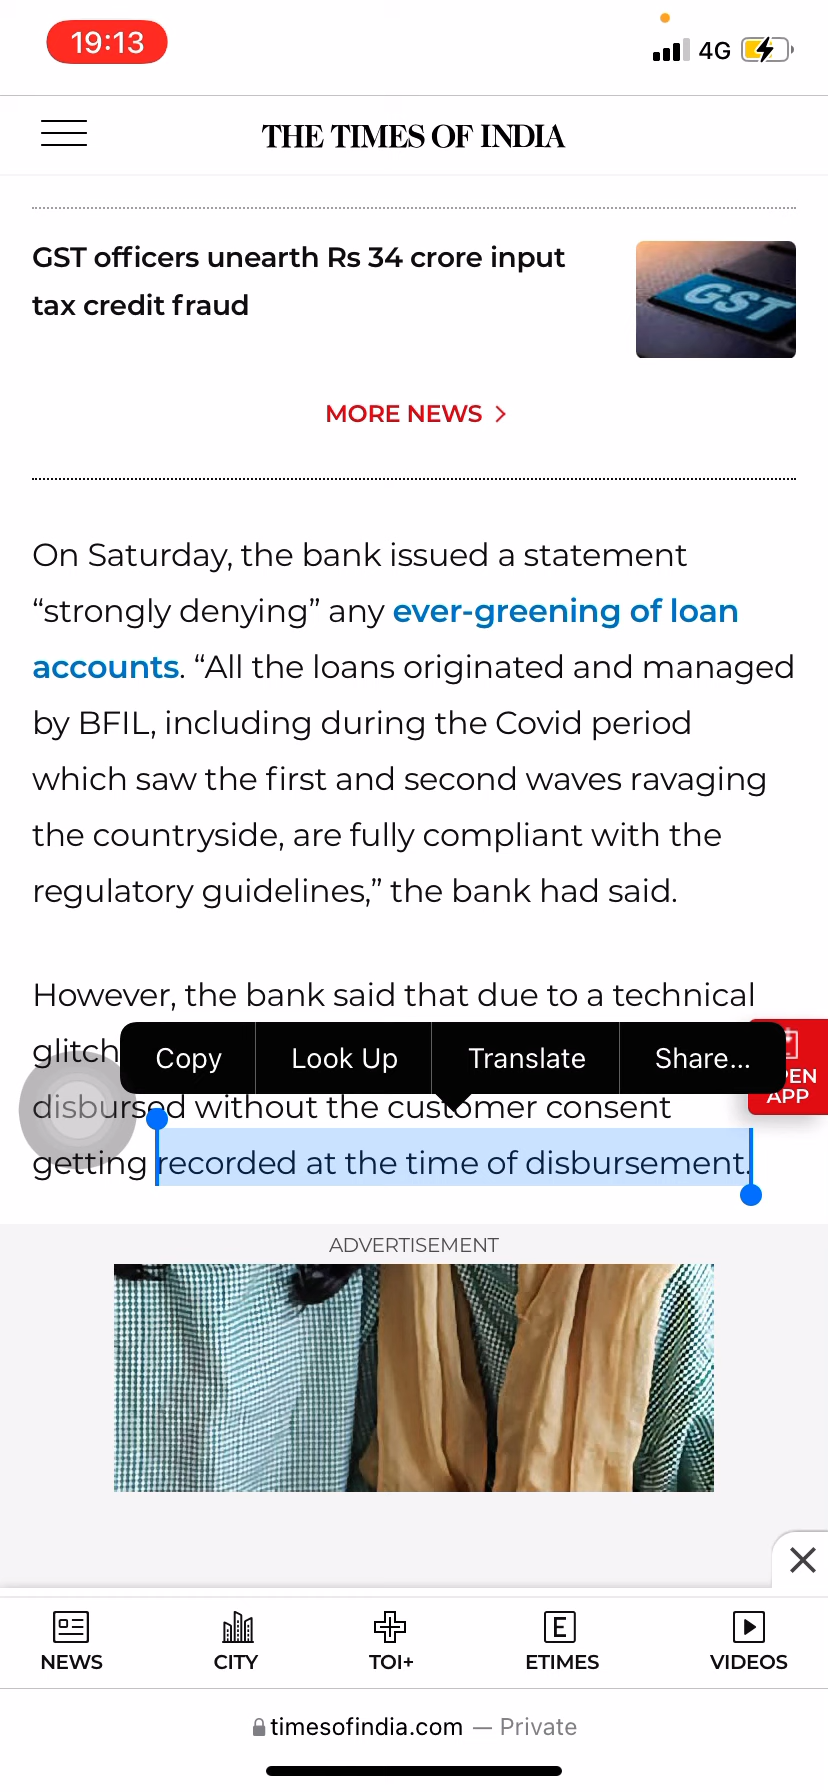 19:13
4G
THE TIMES OF INDIA
GST officers unearth Rs 34 crore input
tax credit fraud
GST
MORE NEWS
On Saturday, the bank issued a statement
“strongly denying” any ever-greening of loan
accounts. “All the loans originated and managed
by BFIL, including during the Covid period
which saw the first and second waves ravaging
the countryside, are fully compliant with the
regulatory guidelines,” the bank had said.
However, the bank said that due to a technical
glitch
Copy Look Up Translate Share...
APP
disbursed without the customer consent
getting recorded at the time of disbursement.
ADVERTISEMENT
NEWS CITY TOI+ ETIMES VIDEOS
timesofindia.com — Private